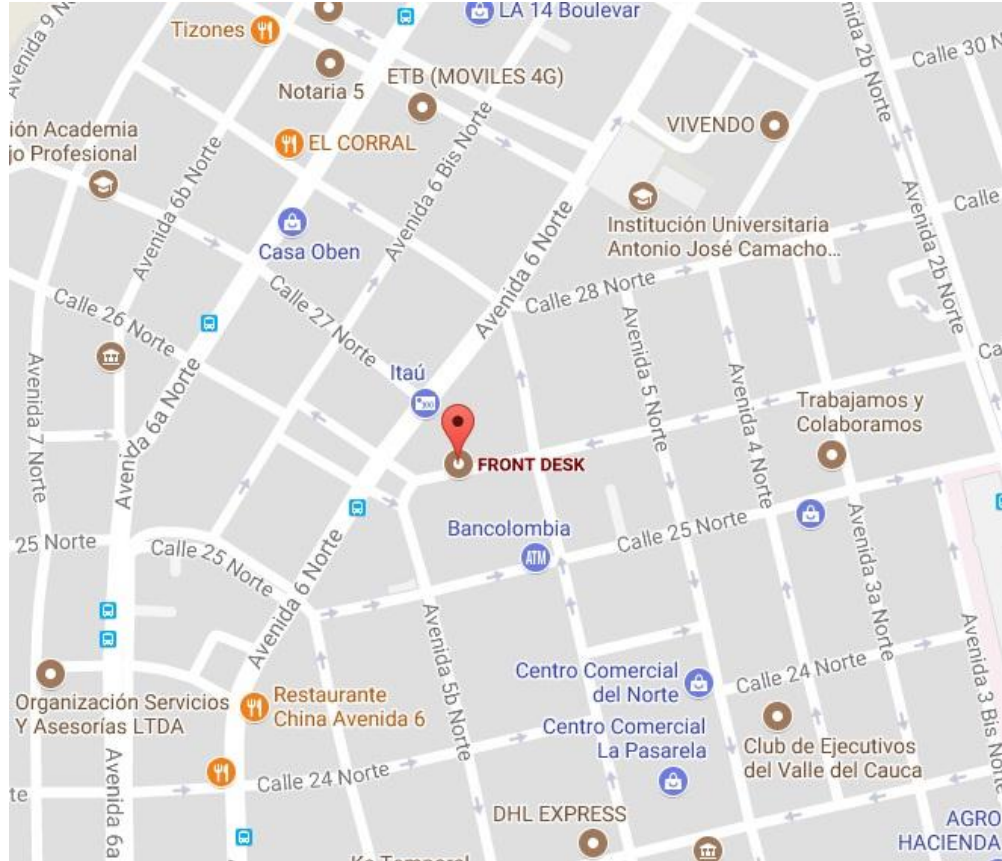 Avenida 9 No
Tizones
LA 14 Boulevar
Notaria 5
ETB (MOVILES 4G)
Avenida 2b Norte
Calle 30 N
ión Academia
jo Profesional
EL CORRAL
VIVENDO
Avenida 6b Norte
Avenida 6 Bis Norte
Casa Oben
Avenida 6 Norte
Institución Universitaria
Antonio José Camacho...
Calle
Avenida 2b Norte
Calle 26 Norte
Calle 27 Norte
Calle 28 Norte
Avenida 7 Norte
Avenida 6a Norte
Itaú
Avenida 5 Norte
Avenida 4 Norte
Ca
Trabajamos y
Colaboramos
FRONT DESK
25 Norte
Calle 25 Norte
Bancolombia
ATM
Calle 25 Norte
Avenida 6 Norte
Avenida 5b Norte
Avenida 3a Norte
Avenida 3 Bis Norte
Organización Servicios
Y Asesorías LTDA
Restaurante
China Avenida 6
Centro Comercial
del Norte
Calle 24 Norte
Centro Comercial
La Pasarela
Club de Ejecutivos
del Valle del Cauca
te
Avenida 6a
Calle 24 Norte
DHL EXPRESS
AGRO
HACIENDA